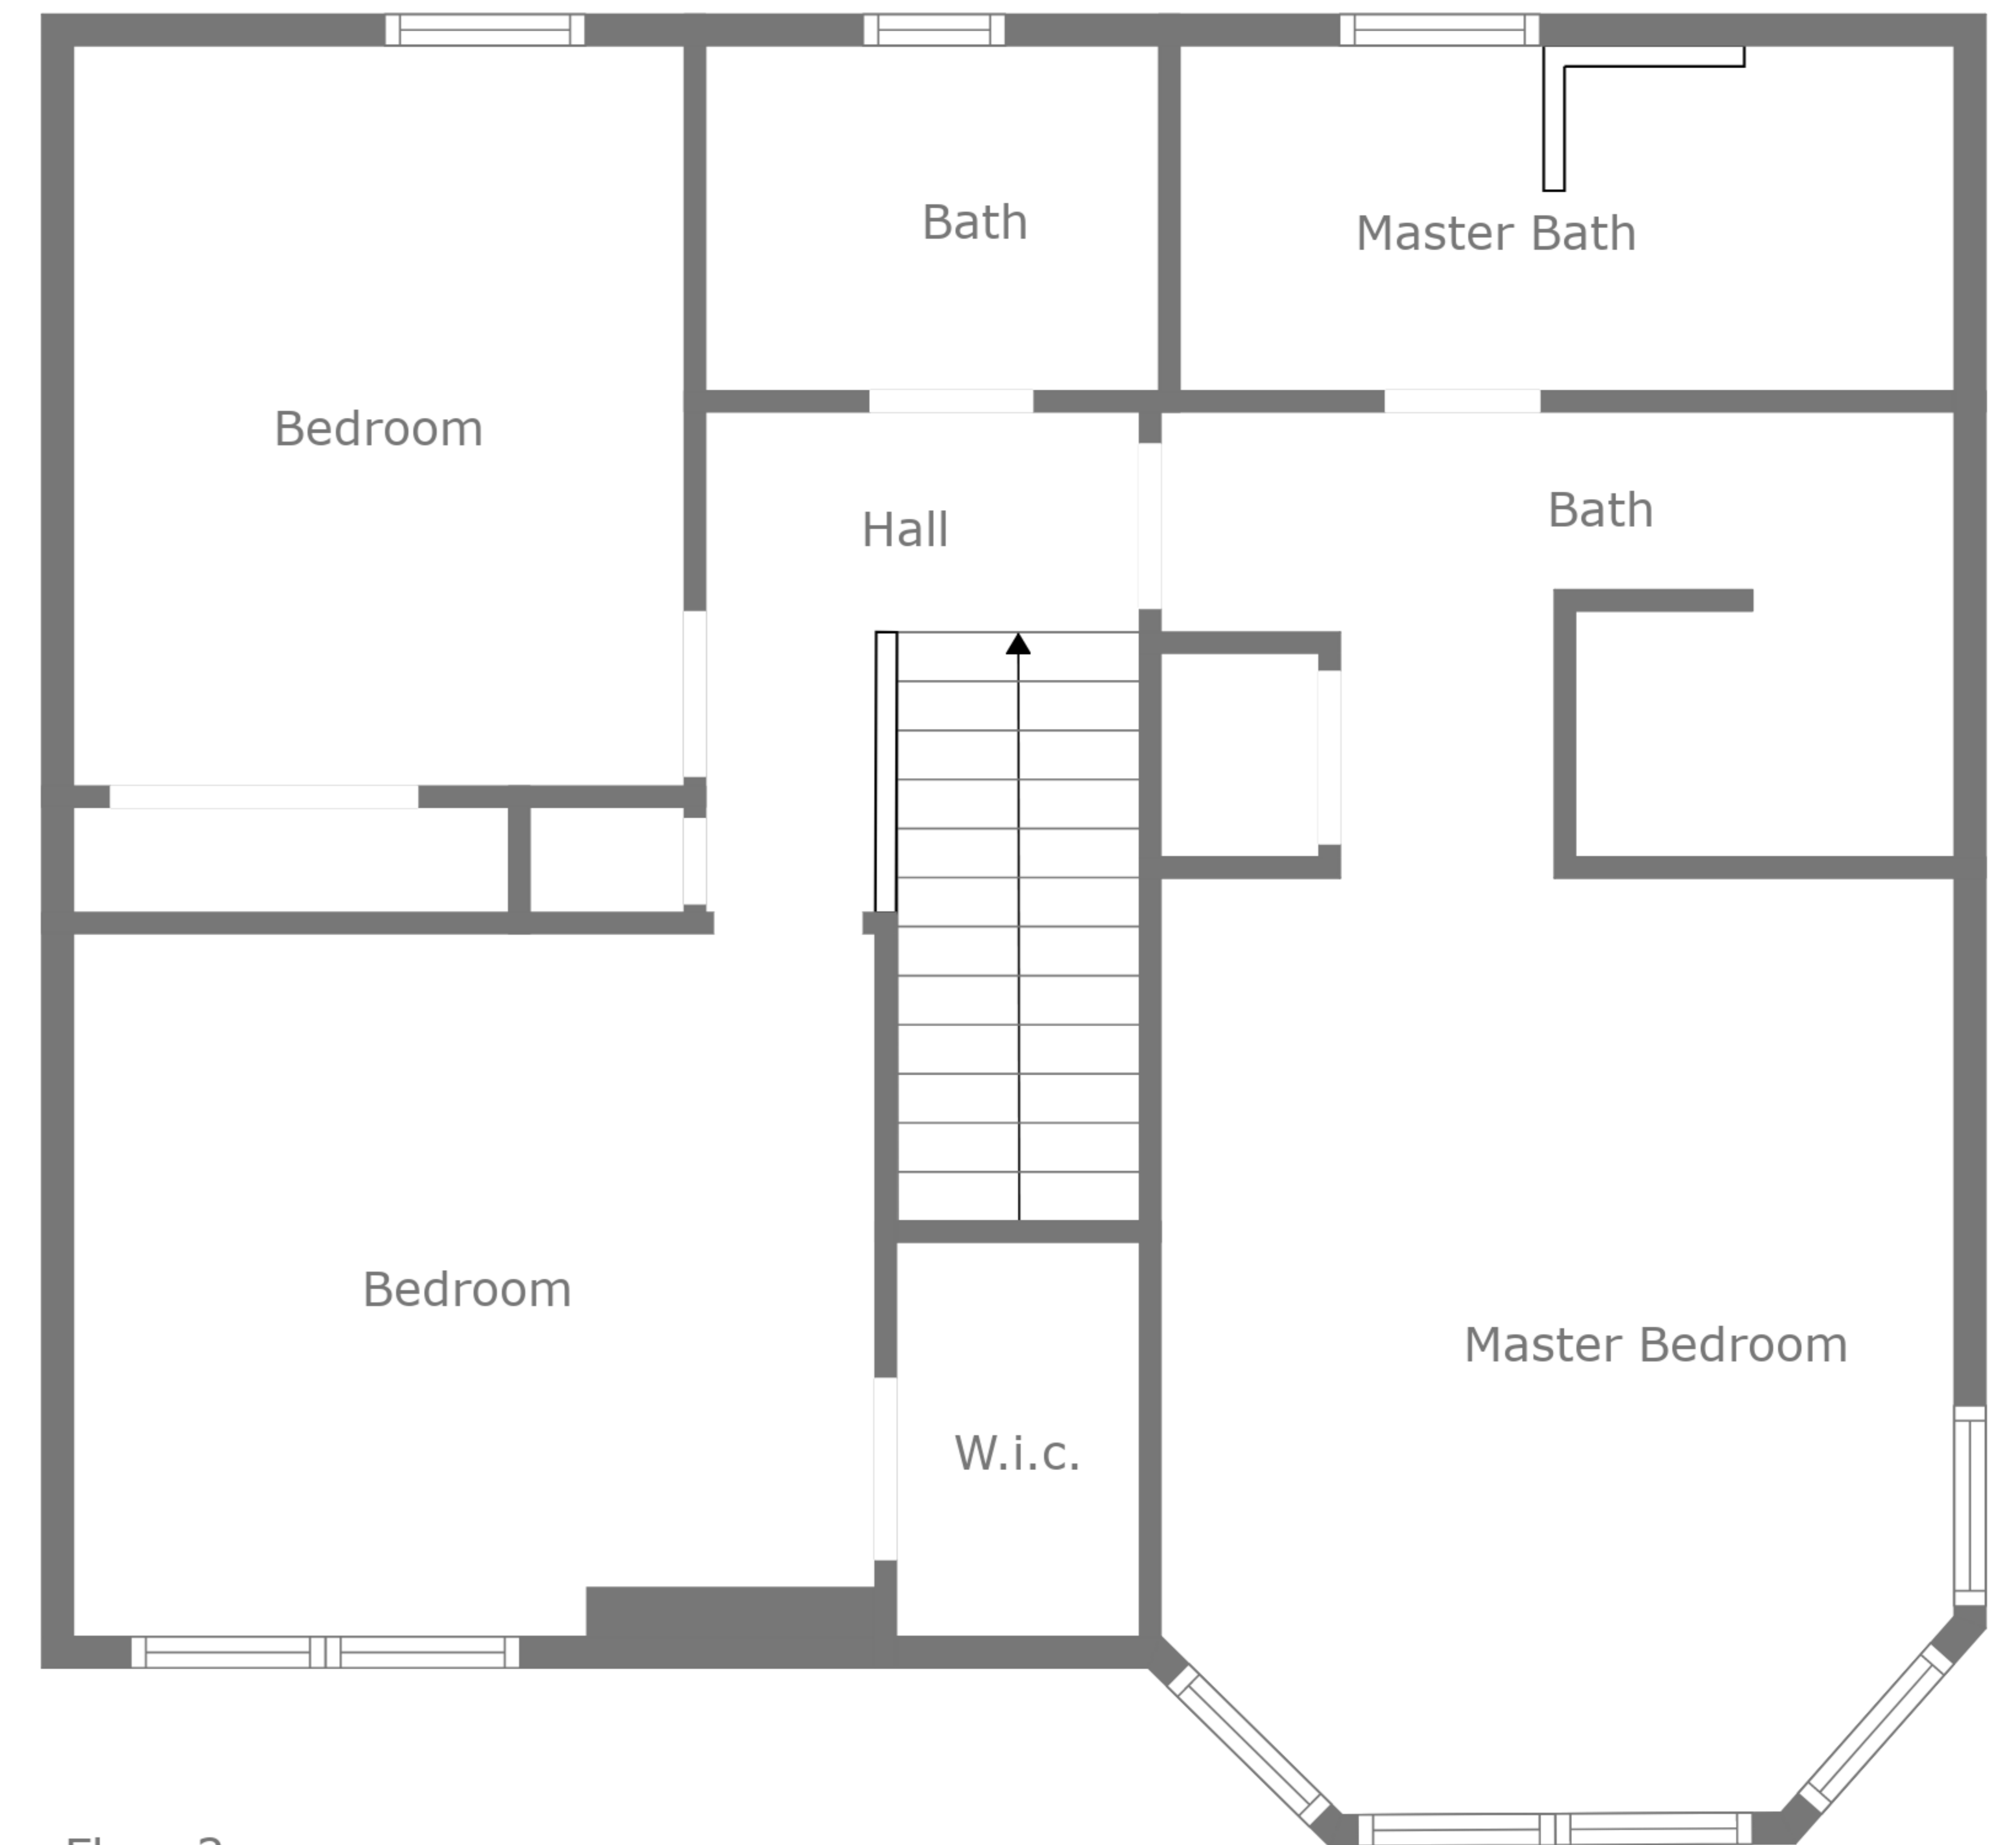 Bath
Master Bath
Bedroom
Bath
Hall
Bedroom
Master Bedroom
W.i.c.